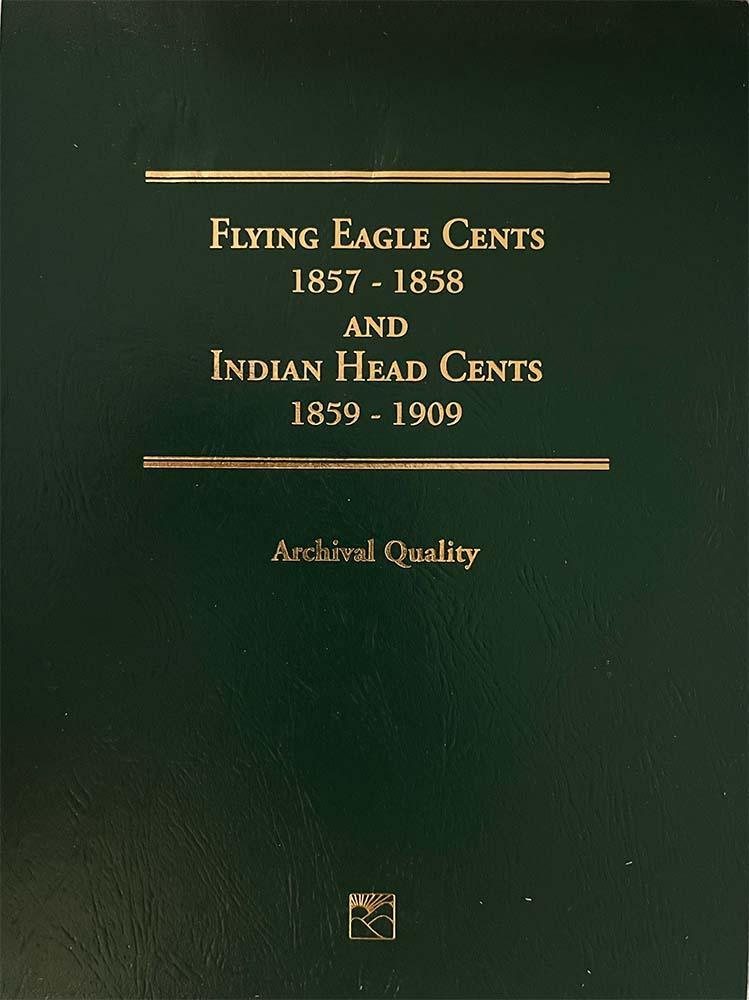 Flying Eagle Cents
1857 - 1858
and
Indian Head Cents
1859 - 1909
Archival Quality